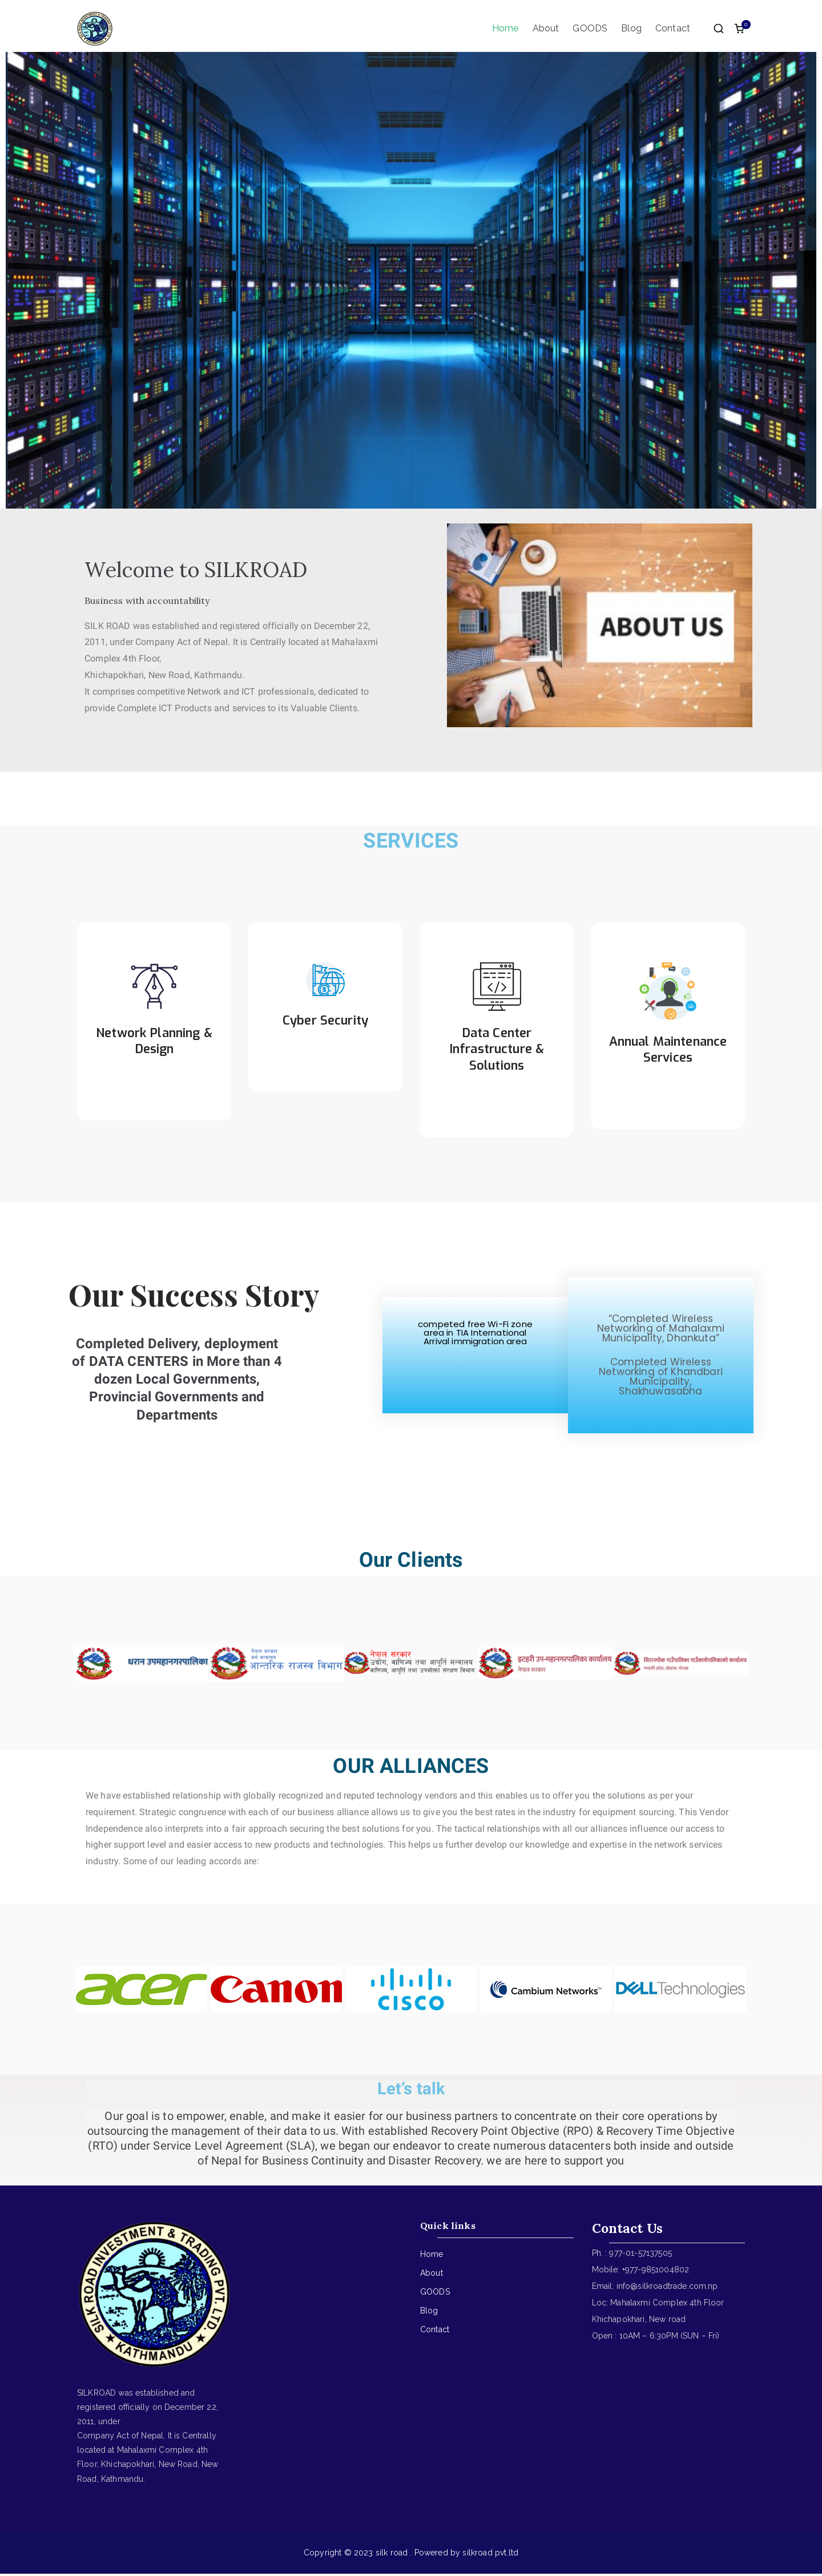 Home
About
GOODS
Blog
Contact
0
Welcome to SILKROAD
Business with accountability
SILK ROAD was established and registered officially on December 22,
2011, under Company Act of Nepal. It is Centrally located at Mahalaxmi
Complex 4th Floor,
Khichapokhari, New Road, Kathmandu.
It comprises competitive Network and ICT professionals, dedicated to
provide Complete ICT Products and services to its Valuable Clients.
ABOUT US
SERVICES
Network Planning &
Design
Cyber Security
Data Center
Infrastructure &
Solutions
Annual Maintenance
Services
Our Success Story
Completed Delivery, deployment
of DATA CENTERS in More than 4
dozen Local Governments,
Provincial Governments and
Departments
competed free Wi-Fi zone
area in TIA International
Arrival immigration area
“Completed Wireless
Networking of Mahalaxmi
Municipality, Dhankuta”
Completed Wireless
Networking of Khandbari
Municipality,
Shakhuwasabha
Our Clients
धरान उपमहानगरपालिका
नेपाल सरकार
अर्थ मन्त्रालय
आन्तरिक राजस्व विभाग
नेपाल सरकार
उद्योग, वाणिज्य तथा आपूर्ति मन्त्रालय
वाणिज्य, आपूर्ति तथा उपभोक्ता संरक्षण विभाग
इटहरी उप-महानगरपालिका कार्यालय
नेपाल सरकार
OUR ALLIANCES
We have established relationship with globally recognized and reputed technology vendors and this enables us to offer you the solutions as per your
requirement. Strategic congruence with each of our business alliance allows us to give you the best rates in the industry for equipment sourcing. This Vendor
Independence also interprets into a fair approach securing the best solutions for you. The tactical relationships with all our alliances influence our access to
higher support level and easier access to new products and technologies. This helps us further develop our knowledge and expertise in the network services
industry. Some of our leading accords are:
acer
Canon
CISCO
Cambium Networks™
DELL Technologies
Let’s talk
Our goal is to empower, enable, and make it easier for our business partners to concentrate on their core operations by
outsourcing the management of their data to us. With established Recovery Point Objective (RPO) & Recovery Time Objective
(RTO) under Service Level Agreement (SLA), we began our endeavor to create numerous datacenters both inside and outside
of Nepal for Business Continuity and Disaster Recovery. we are here to support you
SILK ROAD INVESTMENT & TRADING PVT. LTD
KATHMANDU
SILKROAD was established and
registered officially on December 22,
2011, under
Company Act of Nepal. It is Centrally
located at Mahalaxmi Complex 4th
Floor, Khichapokhari, New Road, New
Road, Kathmandu.
Quick links
Home
About
GOODS
Blog
Contact
Contact Us
Ph. : 977-01-57137505
Mobile: +977-9851004802
Email: info@silkroadtrade.com.np
Loc: Mahalaxmi Complex 4th Floor
Khichapokhari, New road
Open : 10AM – 6:30PM (SUN – Fri)
Copyright © 2023 silk road . Powered by silkroad pvt.ltd